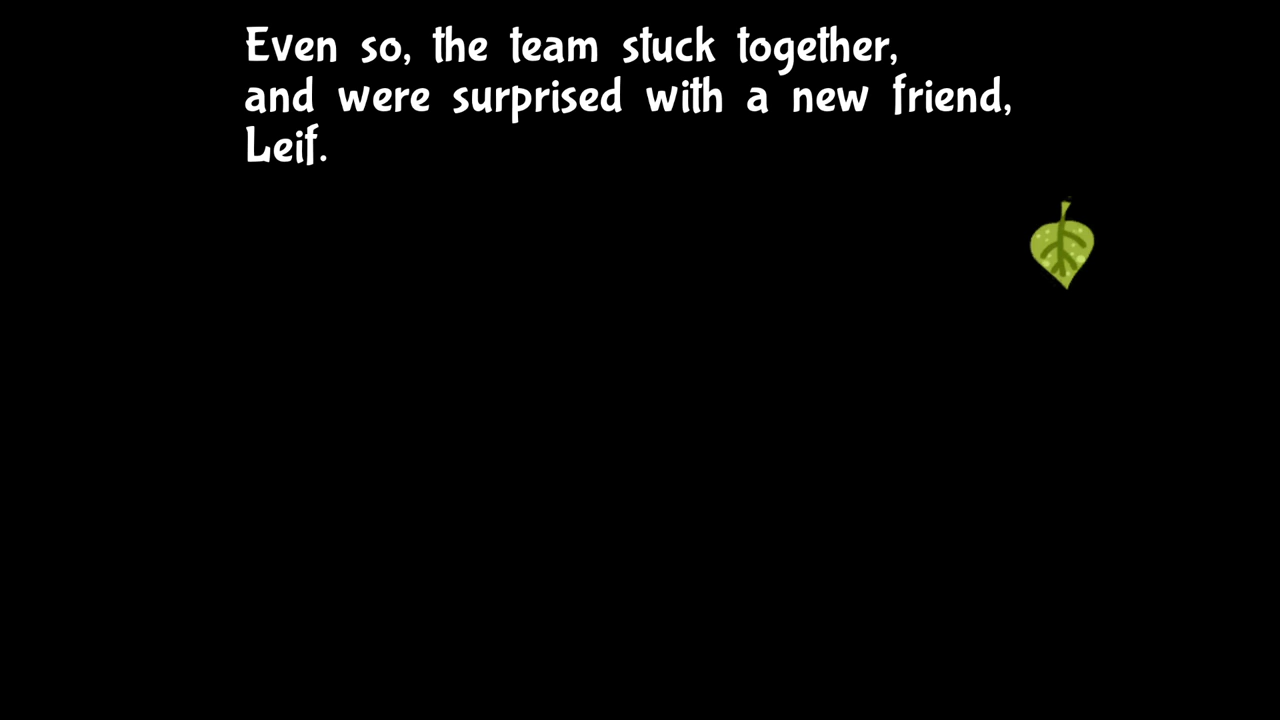 Even so, the team stuck together,
and were surprised with a new friend,
Leif.